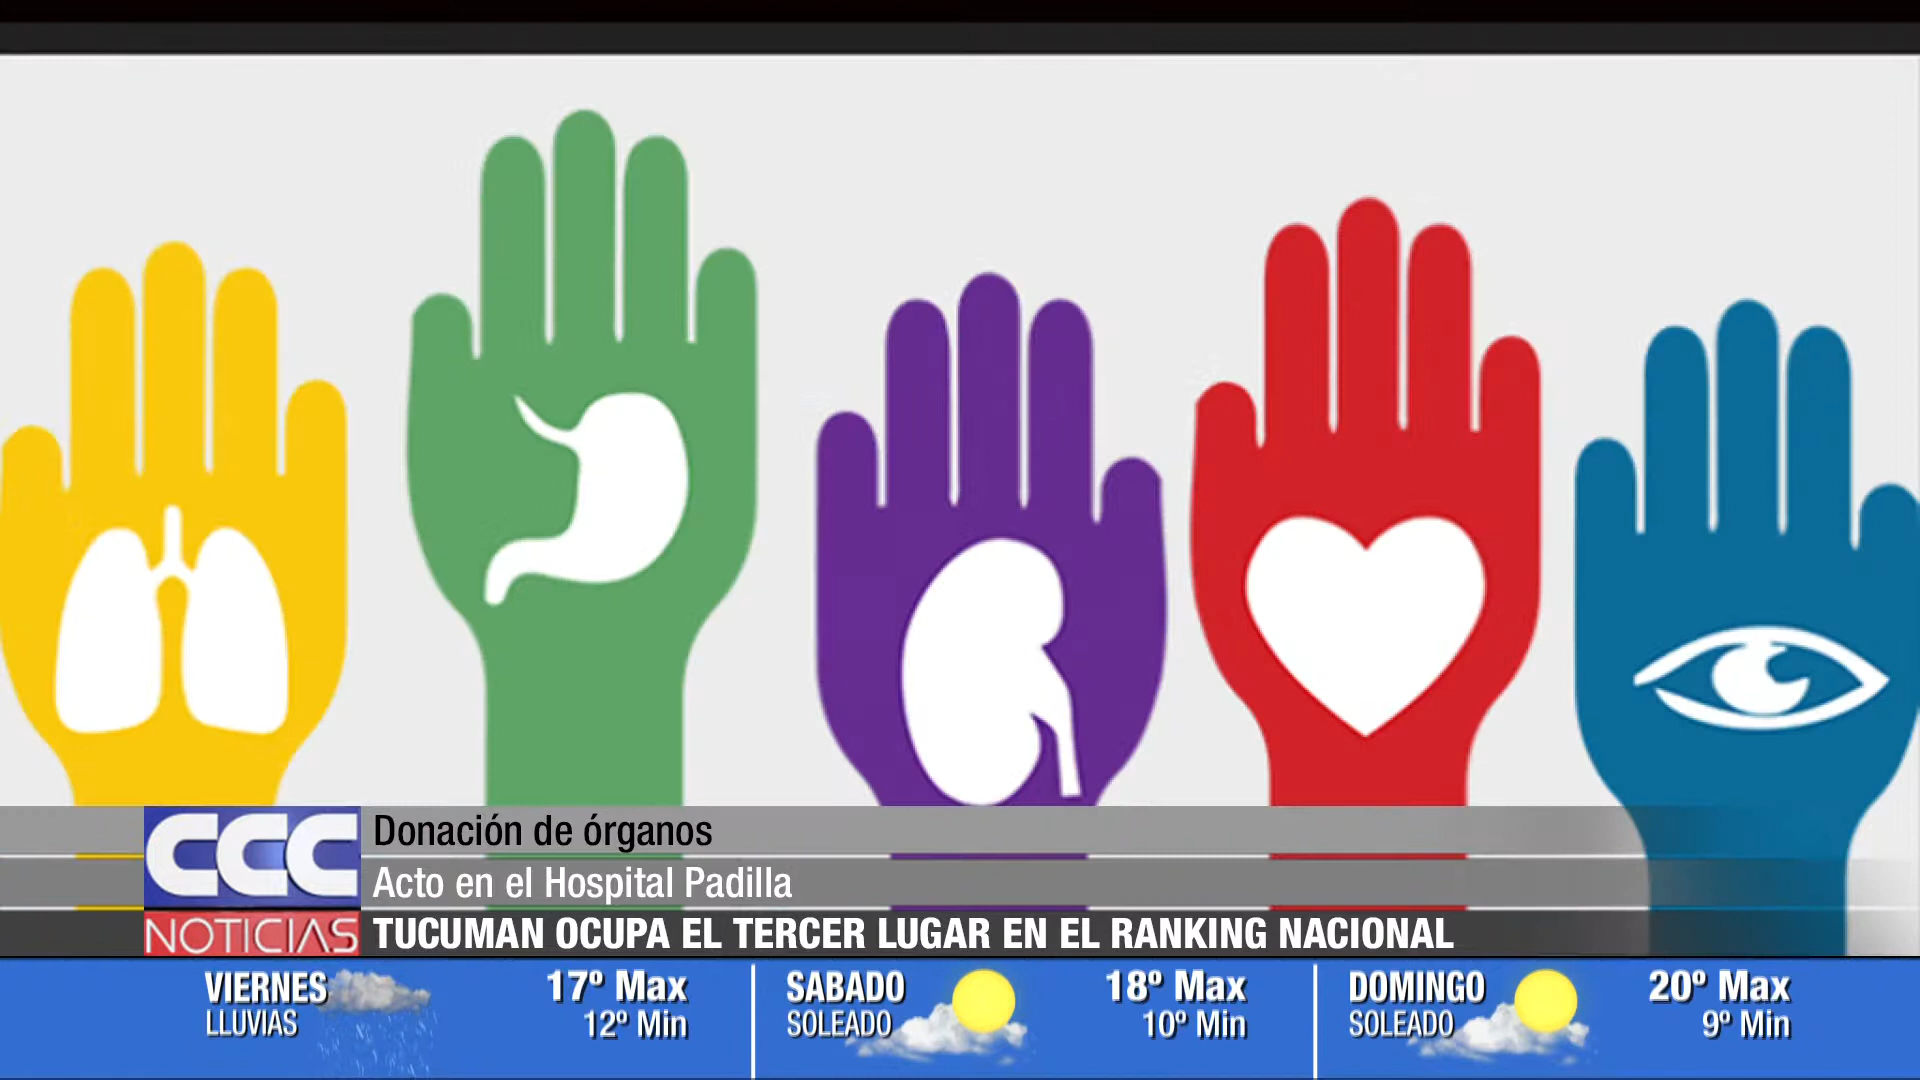 Donación de órganos
Acto en el Hospital Padilla
CCC
NOTICIAS
TUCUMAN OCUPA EL TERCER LUGAR EN EL RANKING NACIONAL
VIERNES
LLUVIAS
17º Max
12º Min
SABADO
SOLEADO
18º Max
10º Min
DOMINGO
SOLEADO
20º Max
9º Min